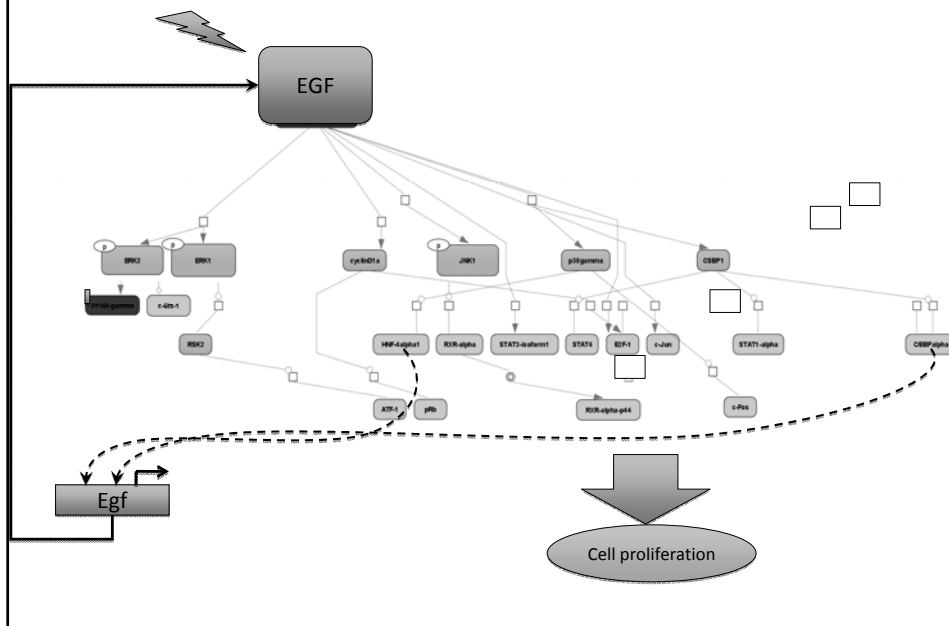 EGF
p
p
p
ERK2
ERK1
cyclinD1a
JNK1
p38gamma
CSBP1
PPAR-gamma
c-Ets-1
RSK2
HNF-4alpha1
RXR-alpha
STAT3-isoform1
STAT6
E2F-1
c-Jun
STAT1-alpha
C/EBPalpha
ATF-1
pRb
RXR-alpha-p44
c-Fos
Egf
Cell proliferation